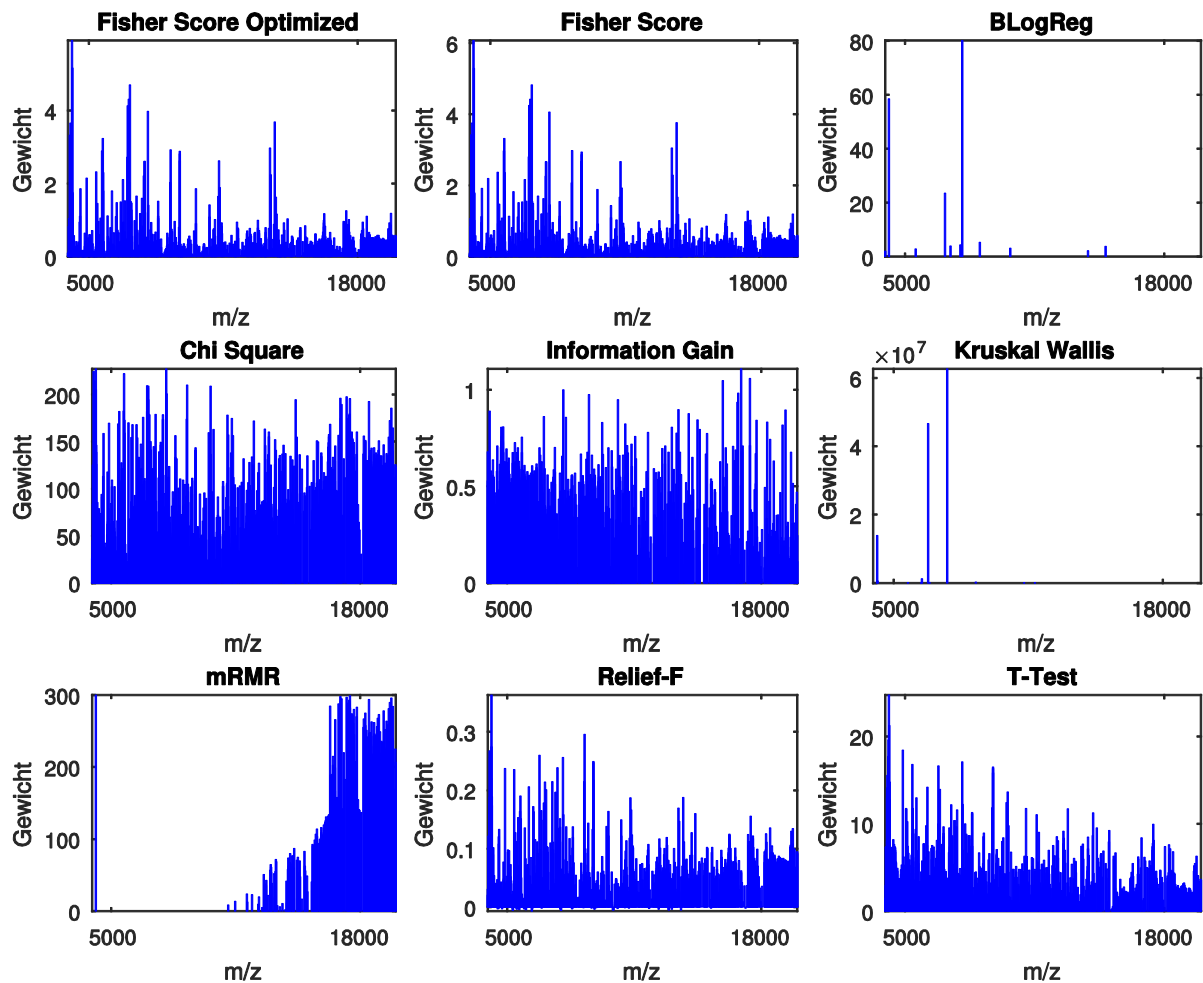 Fisher Score Optimized
Gewicht
4
2
0
5000 18000
m/z
Fisher Score
Gewicht
6
4
2
0
5000 18000
m/z
BLogReg
Gewicht
80
60
40
20
0
5000 18000
m/z
Chi Square
Gewicht
200
150
100
50
0
5000 18000
m/z
Information Gain
Gewicht
1
0.5
0
5000 18000
m/z
Kruskal Wallis
×10^7
Gewicht
6
4
2
0
5000 18000
m/z
mRMR
Gewicht
300
200
100
0
5000 18000
m/z
Relief-F
Gewicht
0.3
0.2
0.1
0
5000 18000
m/z
T-Test
Gewicht
20
10
0
5000 18000
m/z